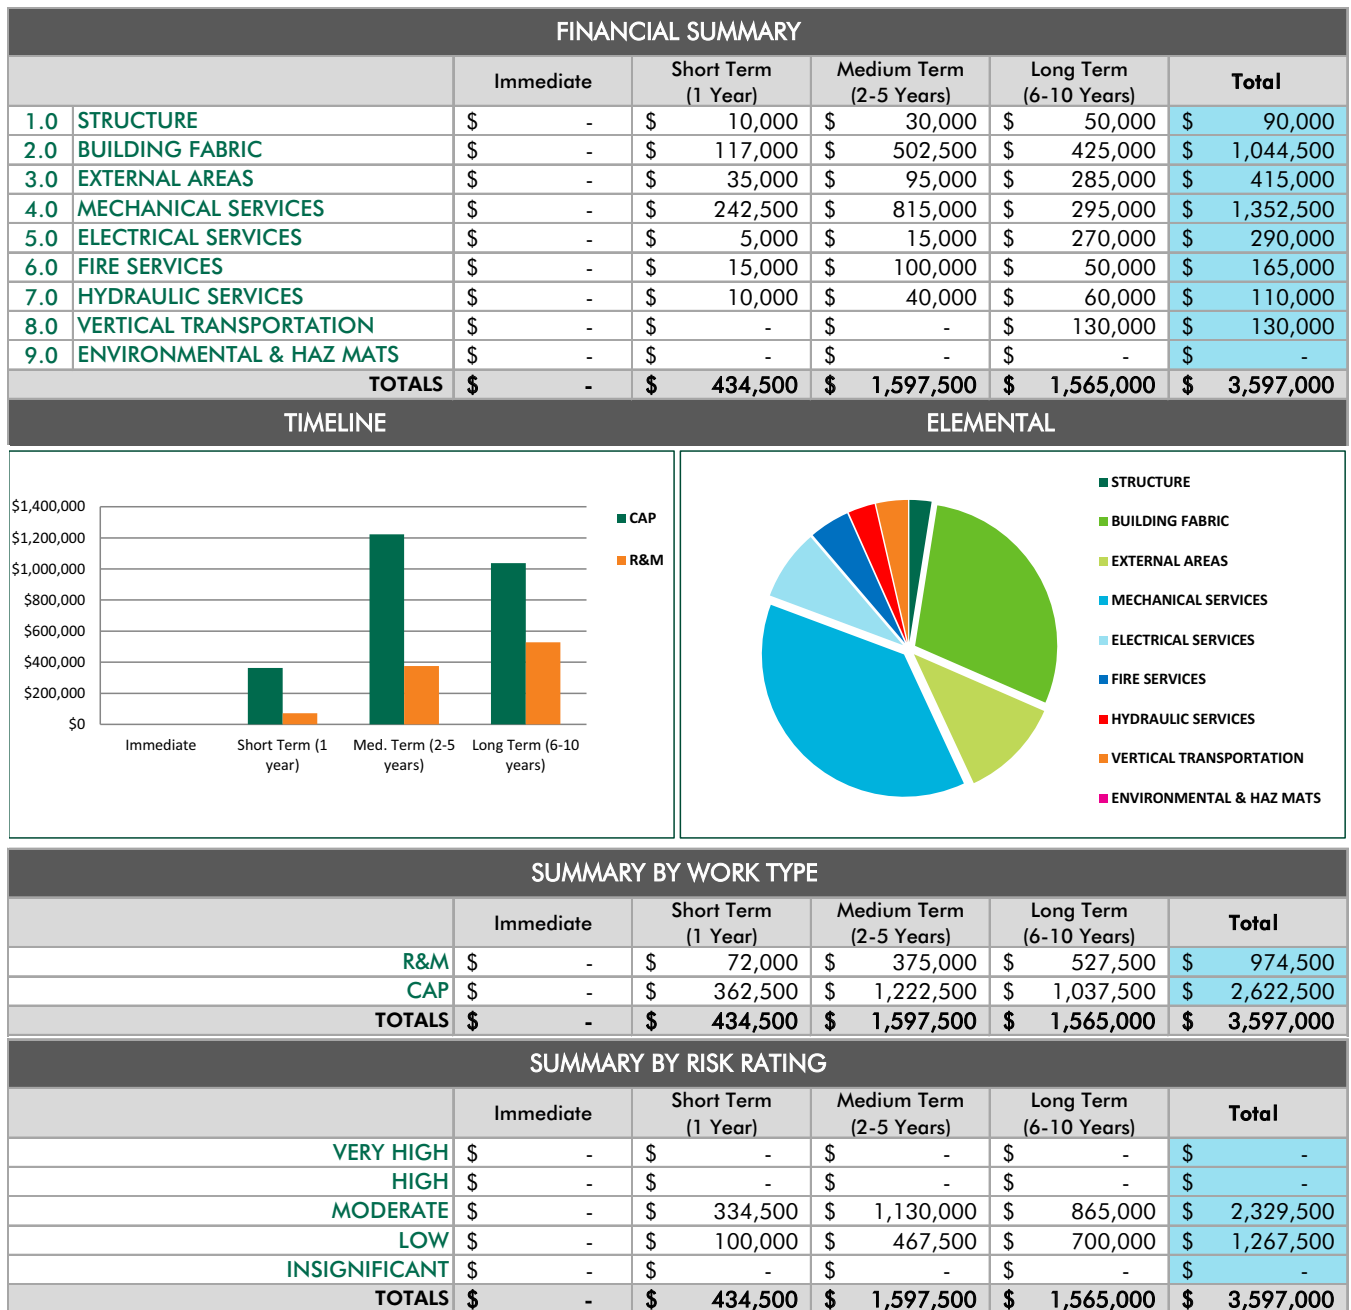 FINANCIAL SUMMARY
Immediate Short Term (1 Year) Medium Term (2-5 Years) Long Term (6-10 Years) Total
1.0 STRUCTURE $ - $ 10,000 $ 30,000 $ 50,000 $ 90,000
2.0 BUILDING FABRIC $ - $ 117,000 $ 502,500 $ 425,000 $ 1,044,500
3.0 EXTERNAL AREAS $ - $ 35,000 $ 95,000 $ 285,000 $ 415,000
4.0 MECHANICAL SERVICES $ - $ 242,500 $ 815,000 $ 295,000 $ 1,352,500
5.0 ELECTRICAL SERVICES $ - $ 5,000 $ 15,000 $ 270,000 $ 290,000
6.0 FIRE SERVICES $ - $ 15,000 $ 100,000 $ 50,000 $ 165,000
7.0 HYDRAULIC SERVICES $ - $ 10,000 $ 40,000 $ 60,000 $ 110,000
8.0 VERTICAL TRANSPORTATION $ - $ - $ - $ 130,000 $ 130,000
9.0 ENVIRONMENTAL & HAZ MATS $ - $ - $ - $ - $ -
TOTALS $ - $ 434,500 $ 1,597,500 $ 1,565,000 $ 3,597,000
TIMELINE
$1,400,000
$1,200,000
$1,000,000
$800,000
$600,000
$400,000
$200,000
$0
Immediate
Short Term (1
year)
Med. Term (2-5
years)
Long Term (6-10
years)
CAP
R&M
ELEMENTAL
STRUCTURE
BUILDING FABRIC
EXTERNAL AREAS
MECHANICAL SERVICES
ELECTRICAL SERVICES
FIRE SERVICES
HYDRAULIC SERVICES
VERTICAL TRANSPORTATION
ENVIRONMENTAL & HAZ MATS
SUMMARY BY WORK TYPE
Immediate Short Term (1 Year) Medium Term (2-5 Years) Long Term (6-10 Years) Total
R&M $ - $ 72,000 $ 375,000 $ 527,500 $ 974,500
CAP $ - $ 362,500 $ 1,222,500 $ 1,037,500 $ 2,622,500
TOTALS $ - $ 434,500 $ 1,597,500 $ 1,565,000 $ 3,597,000
SUMMARY BY RISK RATING
Immediate Short Term (1 Year) Medium Term (2-5 Years) Long Term (6-10 Years) Total
VERY HIGH $ - $ - $ - $ - $ -
HIGH $ - $ - $ - $ - $ -
MODERATE $ - $ 334,500 $ 1,130,000 $ 865,000 $ 2,329,500
LOW $ - $ 100,000 $ 467,500 $ 700,000 $ 1,267,500
INSIGNIFICANT $ - $ - $ - $ - $ -
TOTALS $ - $ 434,500 $ 1,597,500 $ 1,565,000 $ 3,597,000